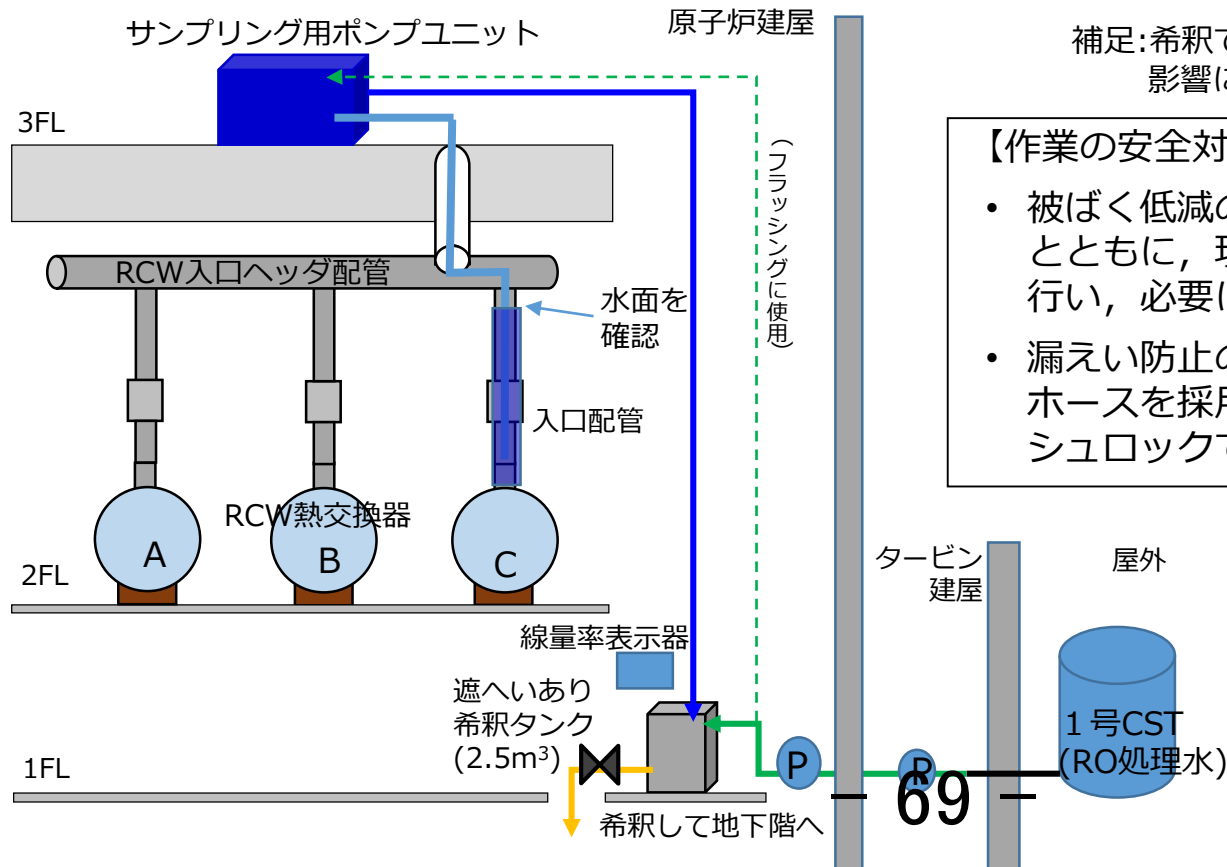 サンプリング用ポンプユニット
原子炉建屋
補足:希釈
影響に
3FL
(フラッシングに使用)
【作業の安全対
• 被ばく低減の
とともに，現
行い，必要に
• 漏えい防止の
ホースを採用
シュロックで
RCW入口ヘッダ配管
水面を
確認
入口配管
RCW熱交換器
A
B
C
2FL
タービン
建屋
屋外
線量率表示器
遮へいあり
希釈タンク
(2.5m³)
1FL
P
P
１号CST
(RO処理水)
希釈して地下階へ
− 69 −